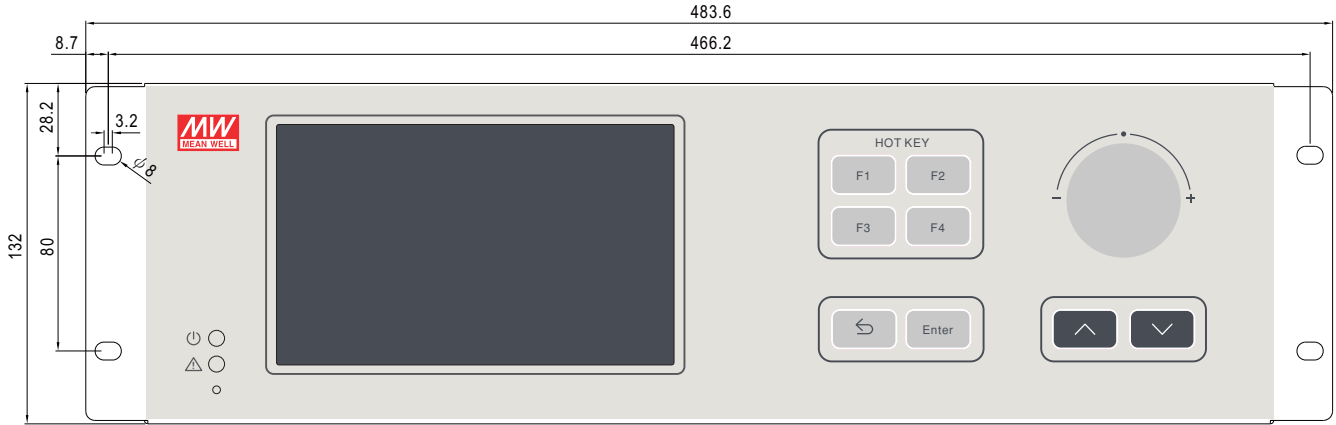 483.6
8.7
466.2
28.2
3.2
φ8
80
132
MW
MEAN WELL
HOT KEY
F1
F2
F3
F4
Enter
- +